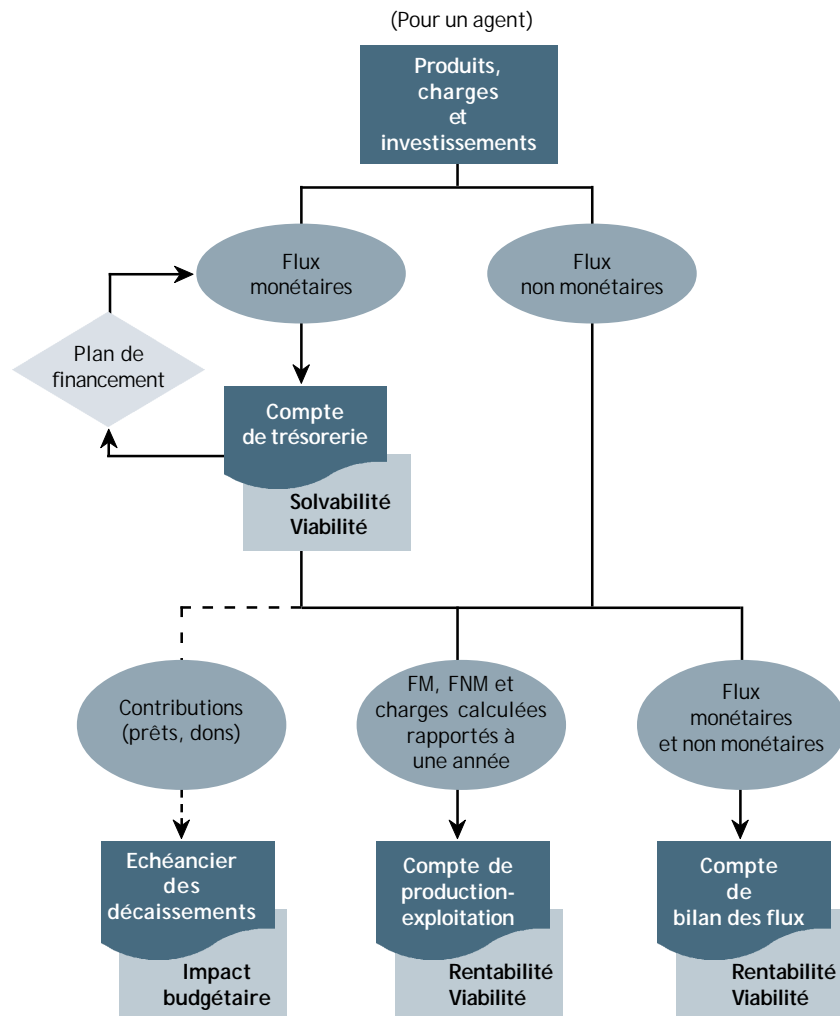 (Pour un agent)
Produits,
charges
et
investissements
Flux
monétaires
Flux
non monétaires
Plan de
financement
Compte
de trésorerie
Solvabilité
Viabilité
Contributions
(prêts, dons)
FM, FNM et
charges calculées
rapportés à
une année
Flux
monétaires
et non monétaires
Echéancier
des
décaissements
Impact
budgétaire
Compte de
production-
exploitation
Rentabilité
Viabilité
Compte
de
bilan des flux
Rentabilité
Viabilité